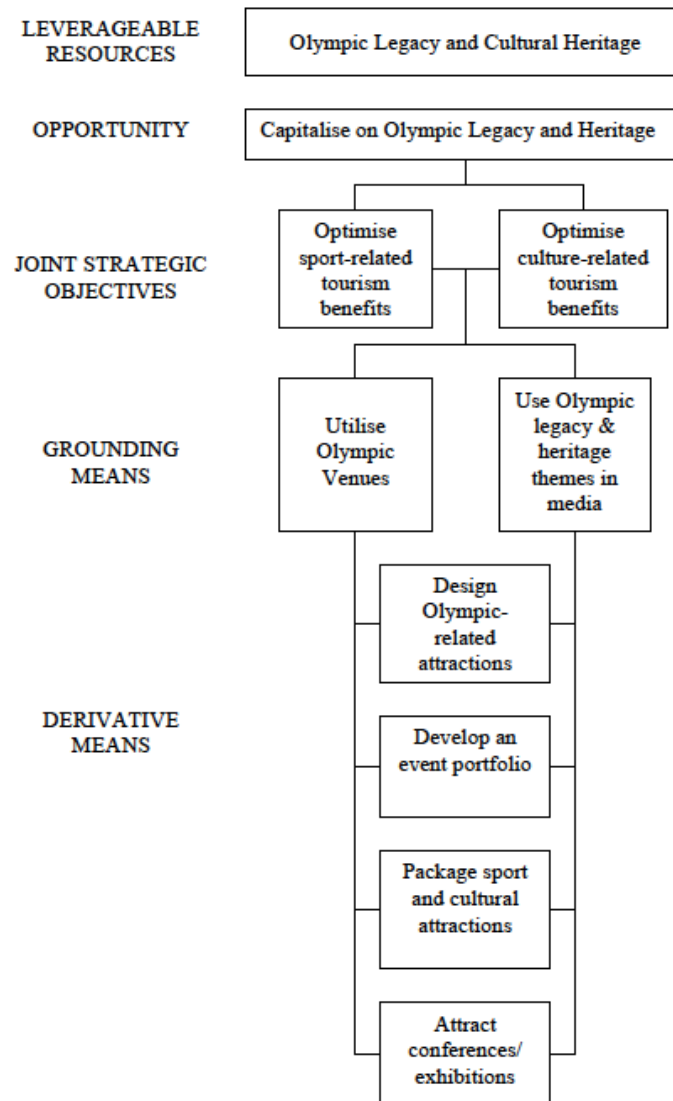 LEVERAGEABLE
RESOURCES
Olympic Legacy and Cultural Heritage
OPPORTUNITY
Capitalise on Olympic Legacy and Heritage
JOINT STRATEGIC
OBJECTIVES
Optimise
sport-related
tourism
benefits
Optimise
culture-related
tourism
benefits
GROUNDING
MEANS
Utilise
Olympic
Venues
Use Olympic
legacy &
heritage
themes in
media
DERIVATIVE
MEANS
Design
Olympic-
related
attractions
Develop an
event portfolio
Package sport
and cultural
attractions
Attract
conferences/
exhibitions